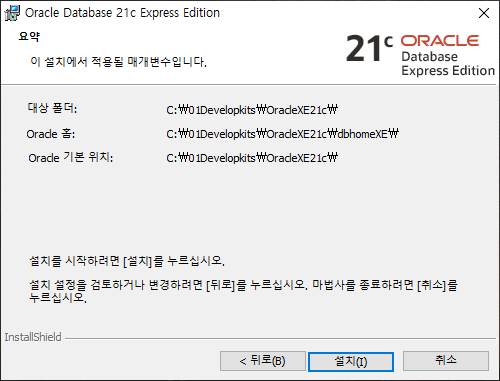 Oracle Database 21c Express Edition
요약
이 설치에서 적용될 매개변수입니다.
21c ORACLE
Database
Express Edition
대상 폴더: C:₩01Developkits₩OracleXE21c₩
Oracle 홈: C:₩01Developkits₩OracleXE21c₩dbhomeXE₩
Oracle 기본 위치: C:₩01Developkits₩OracleXE21c₩
설치를 시작하려면 [설치]를 누르십시오.
설치 설정을 검토하거나 변경하려면 [뒤로]를 누르십시오. 마법사를 종료하려면 [취소]를
누르십시오.
InstallShield
< 뒤로(B) 설치(I) 취소